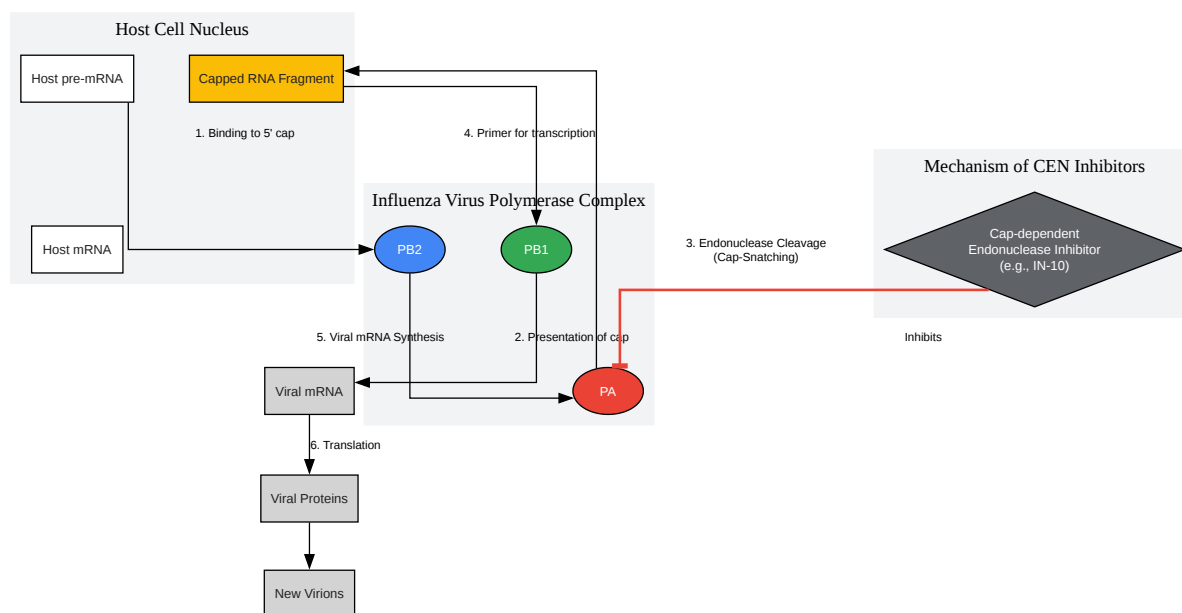 Host Cell Nucleus
Host pre-mRNA
Capped RNA Fragment
1. Binding to 5' cap
4. Primer for transcription
Mechanism of CEN Inhibitors
Influenza Virus Polymerase Complex
Host mRNA
PB2
PB1
3. Endonuclease Cleavage
(Cap-Snatching)
Cap-dependent
Endonuclease Inhibitor
(e.g., IN-10)
5. Viral mRNA Synthesis
2. Presentation of cap
Inhibits
Viral mRNA
PA
6. Translation
Viral Proteins
New Virions